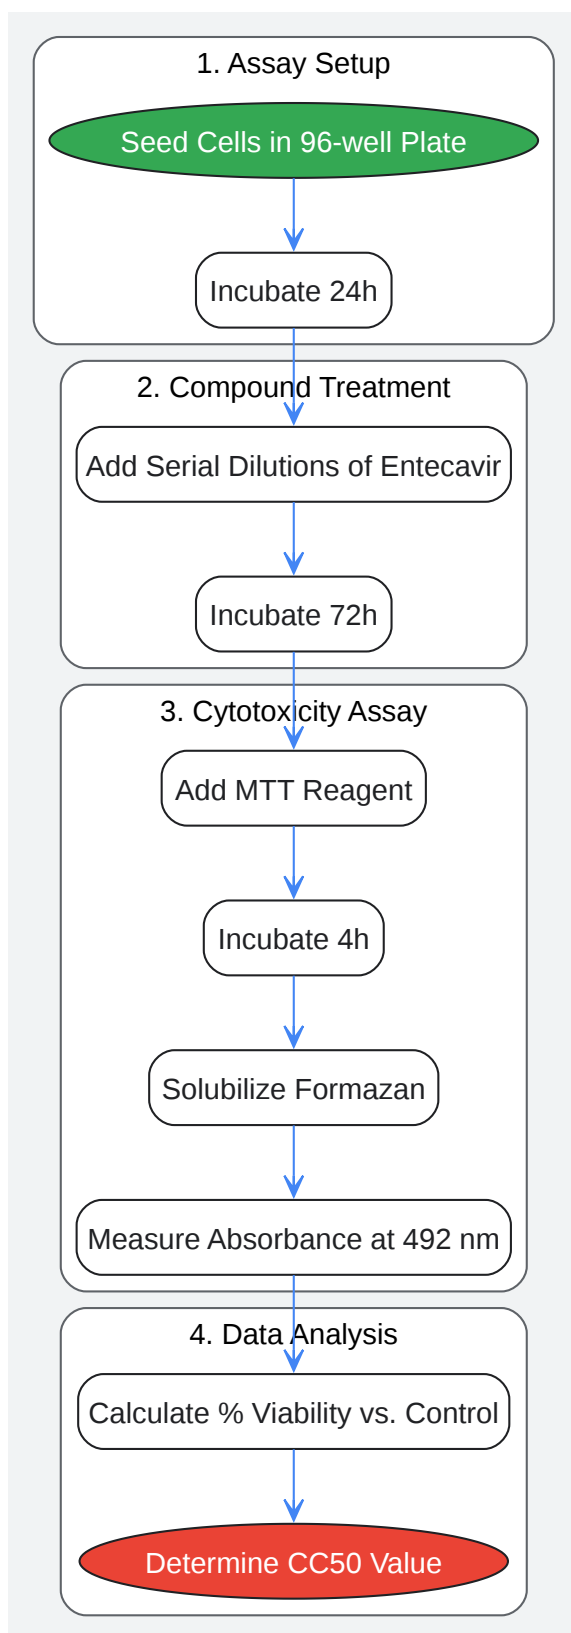 1. Assay Setup
Seed Cells in 96-well Plate
Incubate 24h
2. Compound Treatment
Add Serial Dilutions of Entecavir
Incubate 72h
3. Cytotoxicity Assay
Add MTT Reagent
Incubate 4h
Solubilize Formazan
Measure Absorbance at 492 nm
4. Data Analysis
Calculate % Viability vs. Control
Determine CC50 Value